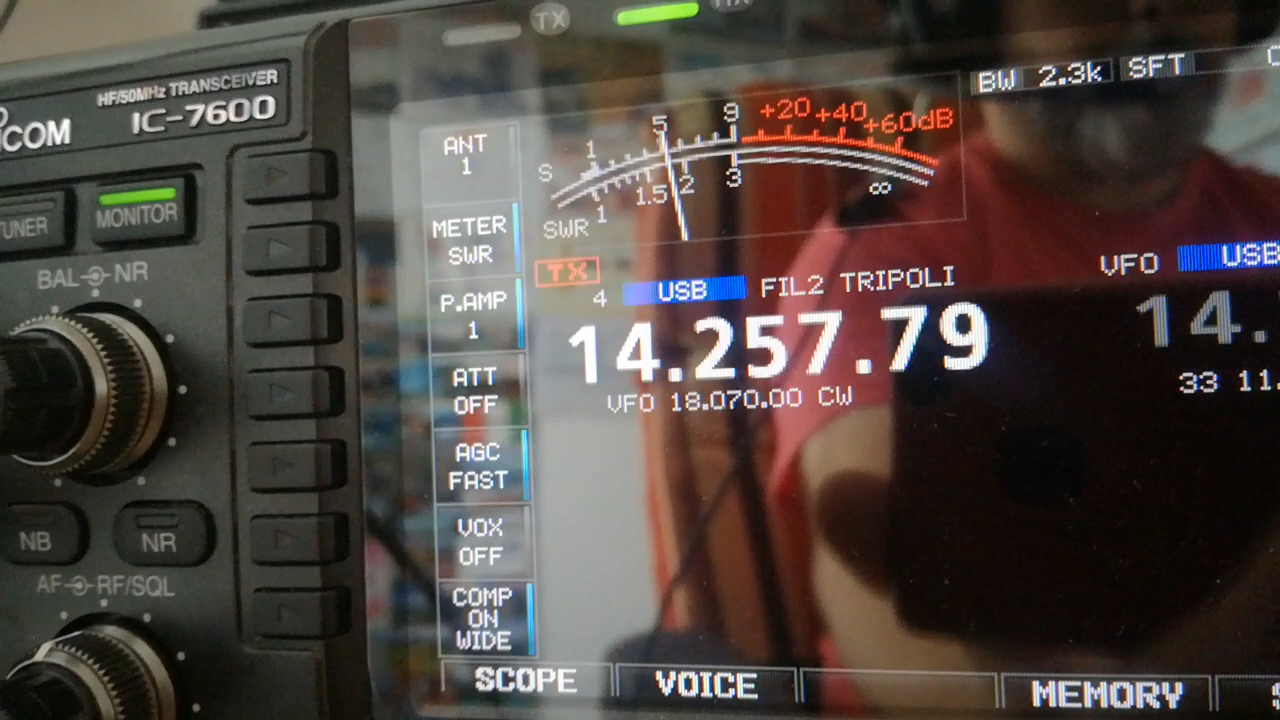 TX
HF/50MHz TRANSCEIVER
ICOM IC-7600
TUNER
MONITOR
BAL NR
NB
NR
AF RF/SQL
BW 2.3k SFT
ANT
1
METER
SWR
P.AMP
1
ATT
OFF
AGC
FAST
VOX
OFF
COMP
ON
WIDE
S 1 5 9 +20 +40 +60dB
SWR 1 1.5 2 3 ∞
TX
4 USB FIL2 TRIPOLI
14.257.79
VFO 18.070.00 CW
VFO USB
14.
33 11.
SCOPE VOICE MEMORY